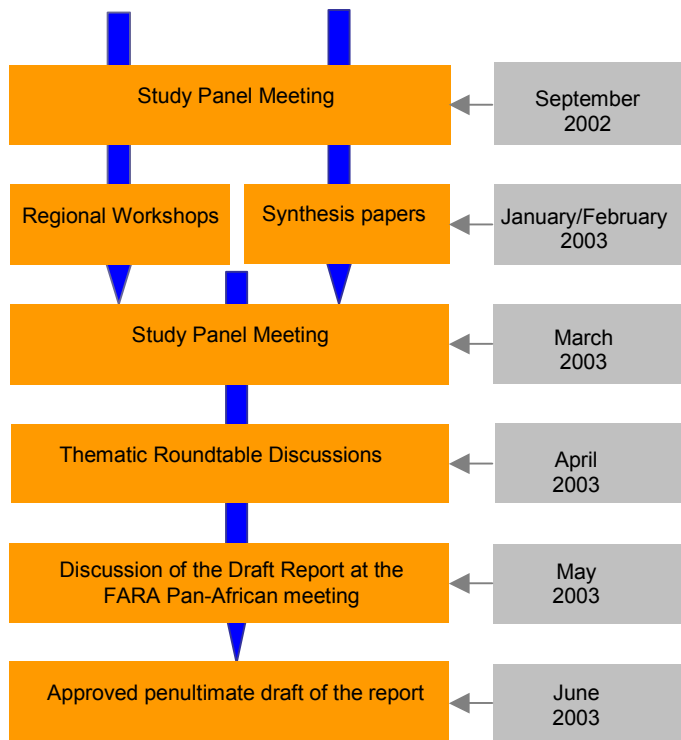 Study Panel Meeting
September
2002
Regional Workshops
Synthesis papers
January/February
2003
Study Panel Meeting
March
2003
Thematic Roundtable Discussions
April
2003
Discussion of the Draft Report at the
FARA Pan-African meeting
May
2003
Approved penultimate draft of the report
June
2003